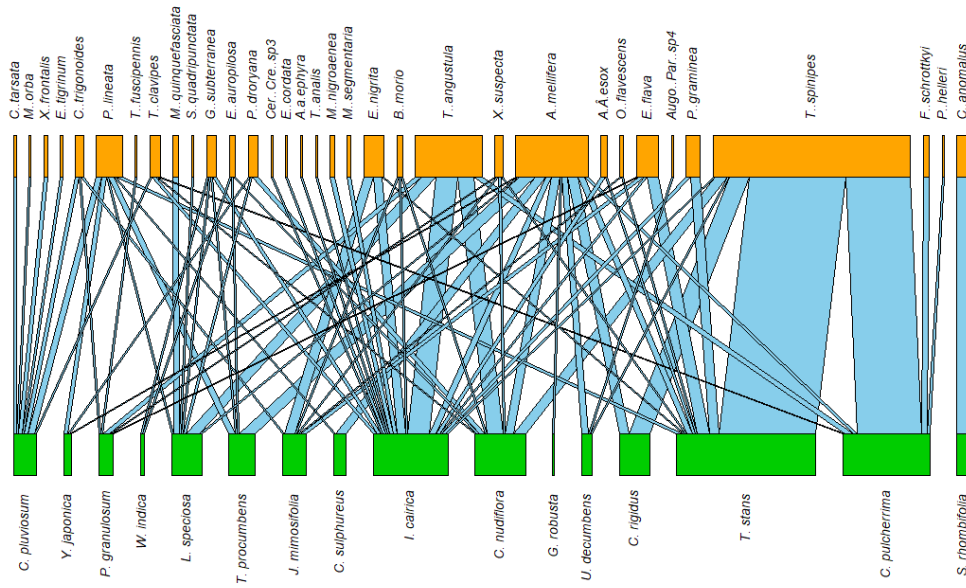 C..tarsata
M..orba
X..frontalis
E..tigrinum
C..trigonoides
P...lineata
T..fuscipennis
T..clavipes
M..quinquefasciata
S..quadripunctata
G..subterranea
E..auropilosa
P..droryana
Cer..Cre..sp3
E..cordata
A.a.ephyra
T..analis
M..nigroaenea
M..segmentaria
E..nigrita
B..morio
T..angustula
X..suspecta
A..mellifera
A.Â.esox
O..flavescens
E..flava
Augo..Par..sp4
P..graminea
T..spinipes
F..schrottkyi
P..helleri
C..anomalus
C. pluviosum
Y. japonica
P. granulosum
W. indica
L. speciosa
T. procumbens
J. mimosifolia
C. sulphureus
I. cairica
C. nudiflora
G. robusta
U. decumbens
C. rigidus
T. stans
C. pulcherrima
S. rhombifolia